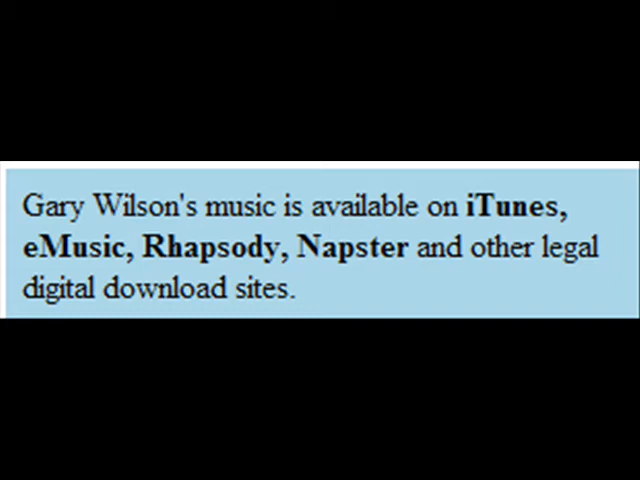 Gary Wilson's music is available on iTunes,
eMusic, Rhapsody, Napster and other legal
digital download sites.